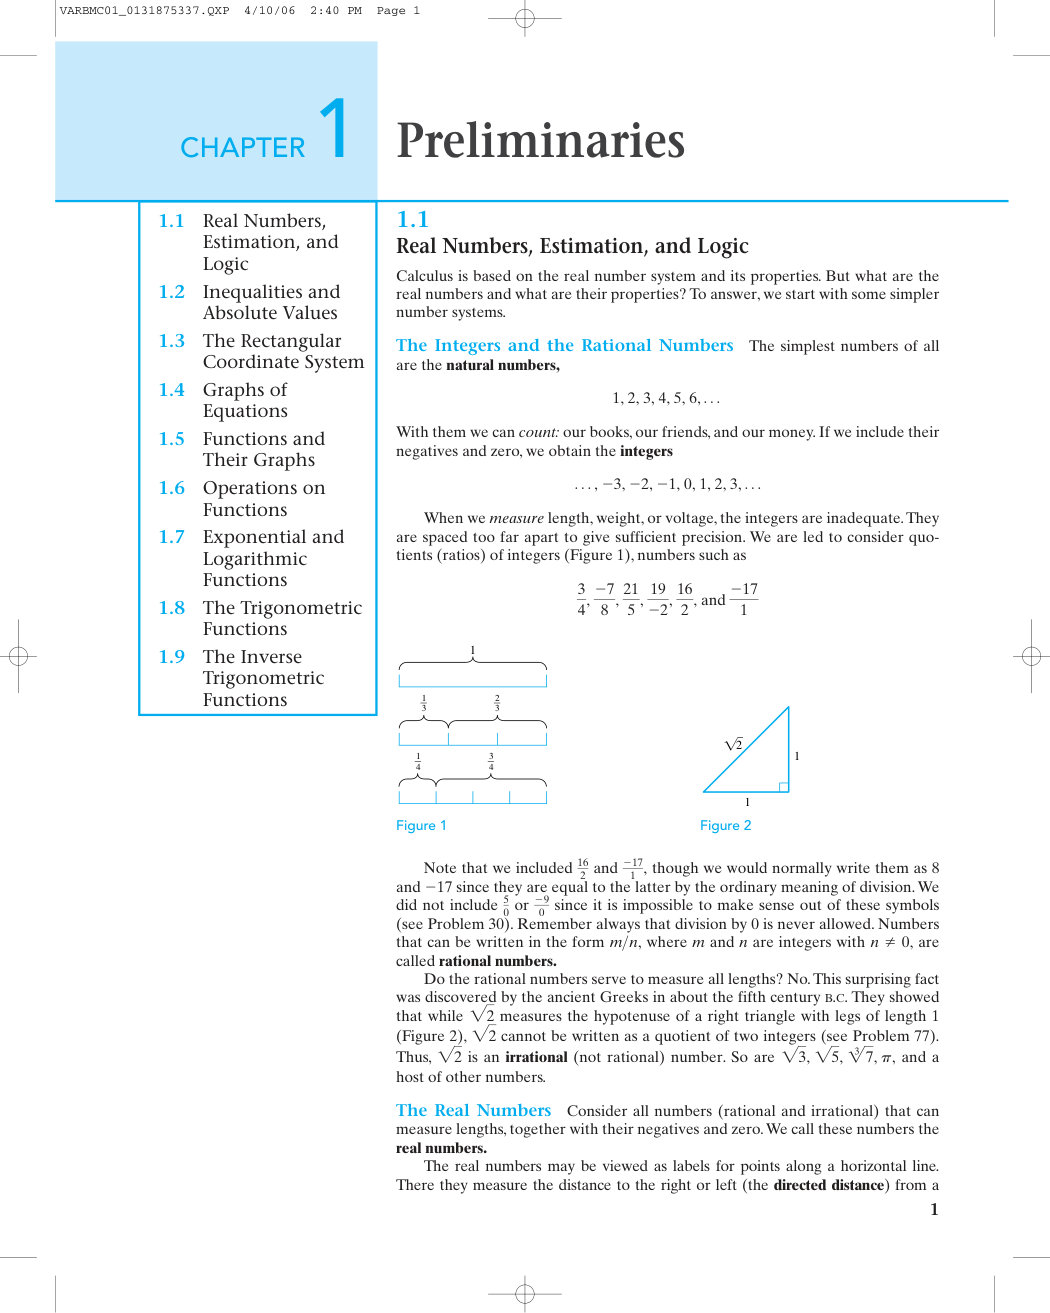 VARBMC01_0131875337.QXP 4/10/06 2:40 PM Page 1
CHAPTER 1
Preliminaries
1.1 Real Numbers,
Estimation, and
Logic
1.2 Inequalities and
Absolute Values
1.3 The Rectangular
Coordinate System
1.4 Graphs of
Equations
1.5 Functions and
Their Graphs
1.6 Operations on
Functions
1.7 Exponential and
Logarithmic
Functions
1.8 The Trigonometric
Functions
1.9 The Inverse
Trigonometric
Functions
1.1
Real Numbers, Estimation, and Logic
Calculus is based on the real number system and its properties. But what are the
real numbers and what are their properties? To answer, we start with some simpler
number systems.
The Integers and the Rational Numbers The simplest numbers of all
are the natural numbers,
1, 2, 3, 4, 5, 6, . . .
With them we can count: our books, our friends, and our money. If we include their
negatives and zero, we obtain the integers
. . . , −3, −2, −1, 0, 1, 2, 3, . . .
When we measure length, weight, or voltage, the integers are inadequate. They
are spaced too far apart to give sufficient precision. We are led to consider quo-
tients (ratios) of integers (Figure 1), numbers such as
3/4, −7/8, 21/5, 19/−2, 16/2, and −17/1
1
1/3 2/3
1/4 3/4
Figure 1
√2
1
1
Figure 2
Note that we included 16/2 and −17/1, though we would normally write them as 8
and −17 since they are equal to the latter by the ordinary meaning of division. We
did not include 5/0 or −9/0 since it is impossible to make sense out of these symbols
(see Problem 30). Remember always that division by 0 is never allowed. Numbers
that can be written in the form m/n, where m and n are integers with n ≠ 0, are
called rational numbers.
Do the rational numbers serve to measure all lengths? No. This surprising fact
was discovered by the ancient Greeks in about the fifth century B.C. They showed
that while √2 measures the hypotenuse of a right triangle with legs of length 1
(Figure 2), √2 cannot be written as a quotient of two integers (see Problem 77).
Thus, √2 is an irrational (not rational) number. So are √3, √5, ∛7, π, and a
host of other numbers.
The Real Numbers Consider all numbers (rational and irrational) that can
measure lengths, together with their negatives and zero. We call these numbers the
real numbers.
The real numbers may be viewed as labels for points along a horizontal line.
There they measure the distance to the right or left (the directed distance) from a
1